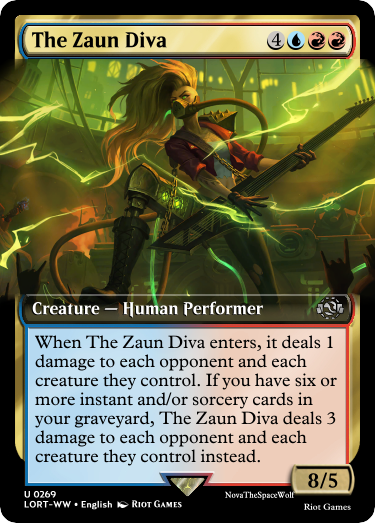 The Zaun Diva 4
Creature — Human Performer
When The Zaun Diva enters, it deals 1
damage to each opponent and each
creature they control. If you have six or
more instant and/or sorcery cards in
your graveyard, The Zaun Diva deals 3
damage to each opponent and each
creature they control instead.
8/5
U 0269
LORT-WW • English Riot Games
NovaTheSpaceWolf
Riot Games